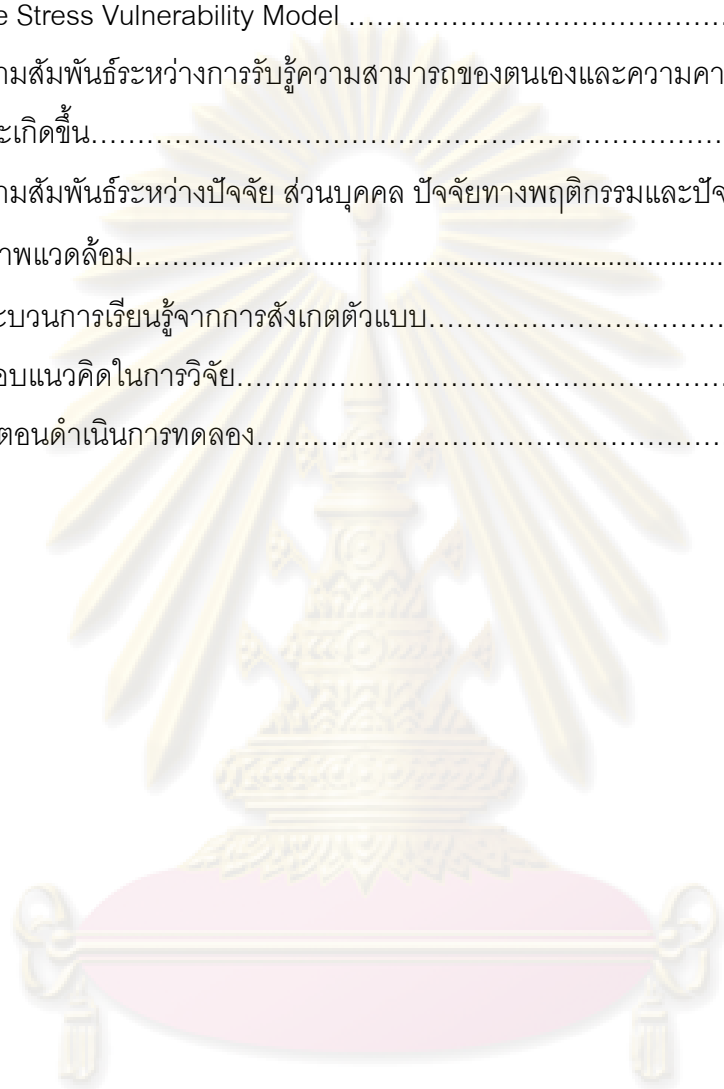 e Stress Vulnerability Model ………………………………………
ามสัมพันธ์ระหว่างการรับรู้ความสามารถของตนเองและความคา
ะเกิดขึ้น………………………………………………………………
ามสัมพันธ์ระหว่างปัจจัย ส่วนบุคคล ปัจจัยทางพฤติกรรมและปัจ
าพแวดล้อม……………..............................................................
ะบวนการเรียนรู้จากการสังเกตตัวแบบ……………………………
อบแนวคิดในการวิจัย…………………………………………………
ตอนดำเนินการทดลอง………………………………………………